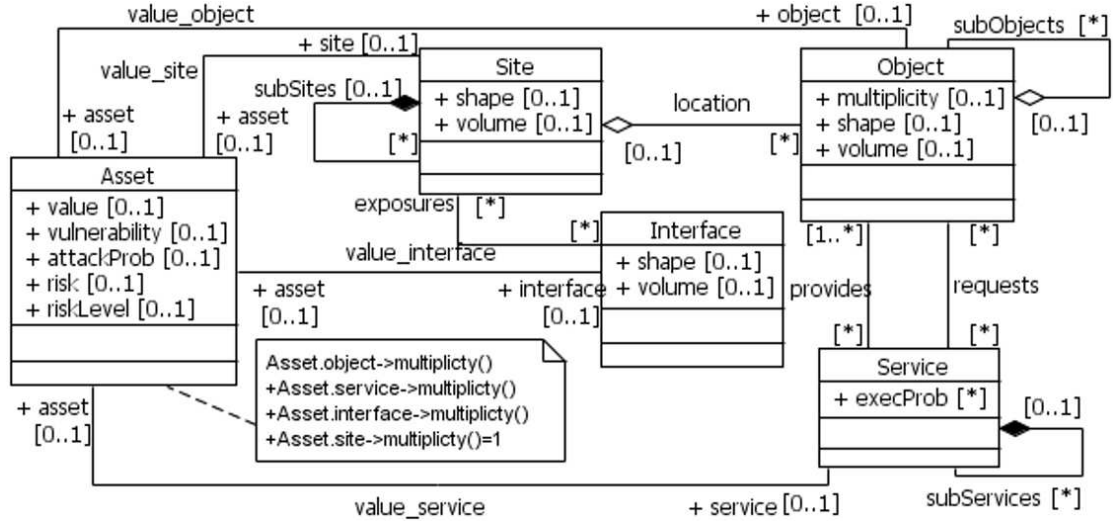 value_object
+ object [0..1]
subObjects [*]
+ site [0..1]
value_site
subSites [0..1]
Site
+ shape [0..1]
+ volume [0..1]
location
Object
+ multiplicity [0..1]
+ shape [0..1]
+ volume [0..1]
+ asset
[0..1]
+ asset
[0..1]
[*]
[0..1]
[*]
[0..1]
Asset
+ value [0..1]
+ vulnerability [0..1]
+ attackProb [0..1]
+ risk [0..1]
+ riskLevel [0..1]
exposures [*]
[*]
Interface
+ shape [0..1]
+ volume [0..1]
[1..*]
[*]
value_interface
+ asset
[0..1]
+ interface
[0..1]
provides
requests
[*]
[*]
Asset.object->multiplicty()
+Asset.service->multiplicty()
+Asset.interface->multiplicty()
+Asset.site->multiplicty()=1
Service
+ execProb [*]
[0..1]
+ asset
[0..1]
value_service
+ service [0..1]
subServices [*]